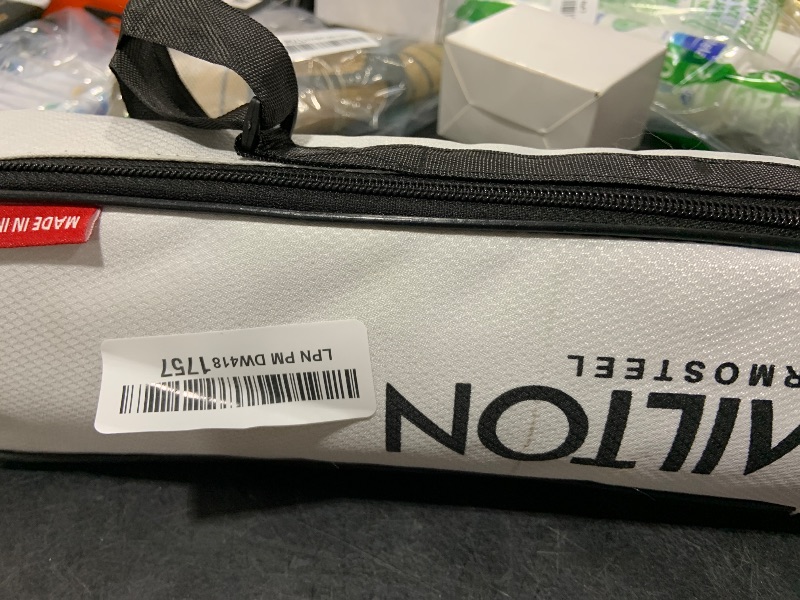 MILTON
RMOSTEEL
LPN PM DW4181757
MADE IN